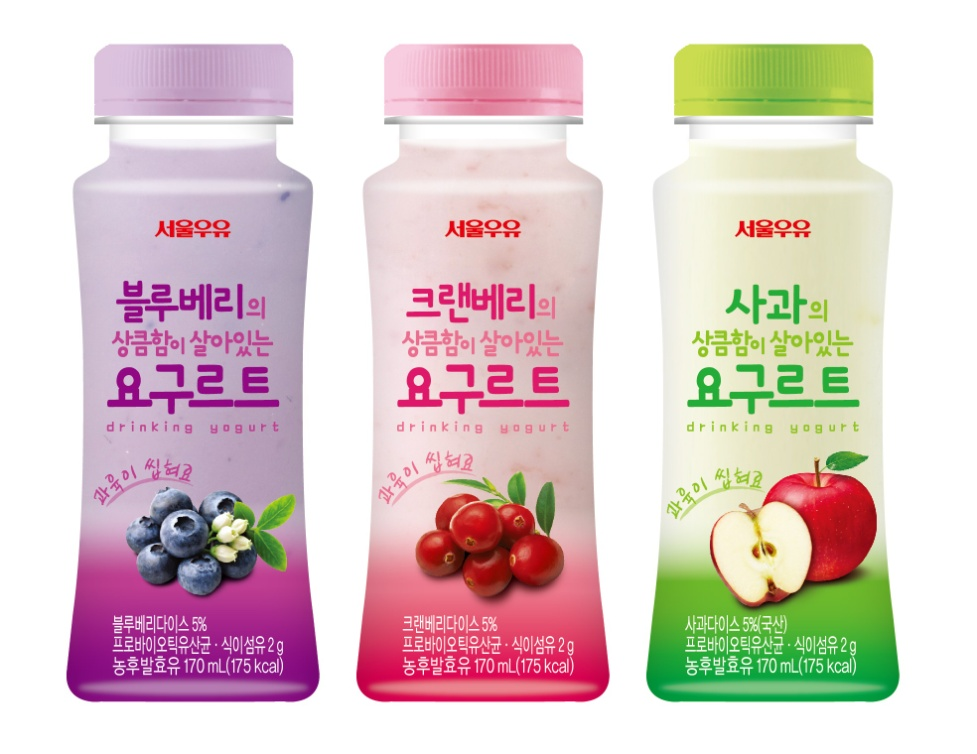 서울우유
블루베리의
상큼함이 살아있는
요구르트
drinking yogurt
과육이 씹혀요
블루베리다이스 5%
프로바이오틱유산균 · 식이섬유 2 g
농후발효유 170 mL(175 kcal)
서울우유
크랜베리의
상큼함이 살아있는
요구르트
drinking yogurt
과육이 씹혀요
크랜베리다이스 5%
프로바이오틱유산균 · 식이섬유 2 g
농후발효유 170 mL(175 kcal)
서울우유
사과의
상큼함이 살아있는
요구르트
drinking yogurt
과육이 씹혀요
사과다이스 5%(국산)
프로바이오틱유산균 · 식이섬유 2 g
농후발효유 170 mL(175 kcal)